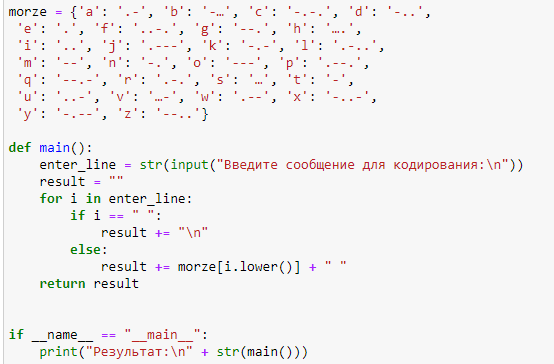 morze = {'a': '.-', 'b': '-…', 'c': '-.-.', 'd': '-..',
'e': '.', 'f': '..-.', 'g': '--.', 'h': '….',
'i': '..', 'j': '.---', 'k': '-.-', 'l': '.-..',
'm': '--', 'n': '-.', 'o': '---', 'p': '.--.',
'q': '--.-', 'r': '.-.', 's': '…', 't': '-',
'u': '..-', 'v': '…-', 'w': '.--', 'x': '-..-',
'y': '-.--', 'z': '--..'}
def main():
enter_line = str(input("Введите сообщение для кодирования:\n"))
result = ""
for i in enter_line:
if i == " ":
result += "\n"
else:
result += morze[i.lower()] + " "
return result
if __name__ == "__main__":
print("Результат:\n" + str(main()))